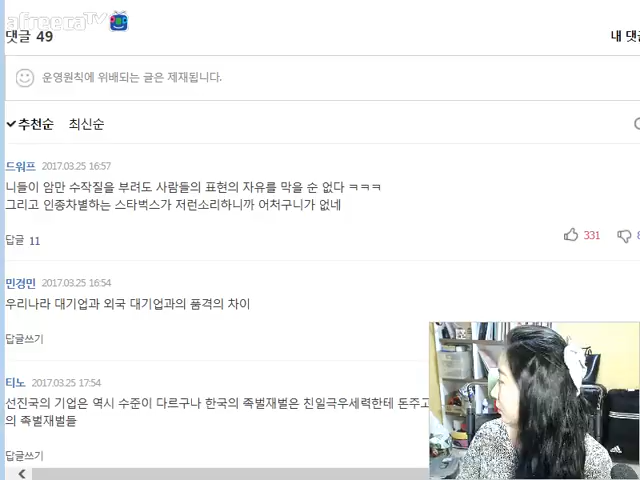 afreecaTV
댓글 49
내 댓
운영원칙에 위배되는 글은 제재됩니다.
추천순 최신순
드워프 2017.03.25 16:57
니들이 암만 수작질을 부려도 사람들의 표현의 자유를 막을 순 없다 ㅋㅋㅋ
그리고 인종차별하는 스타벅스가 저런소리하니까 어처구니가 없네
답글 11
331
민경민 2017.03.25 16:54
우리나라 대기업과 외국 대기업과의 품격의 차이
답글쓰기
티노 2017.03.25 17:54
선진국의 기업은 역시 수준이 다르구나 한국의 족벌재벌은 친일극우세력한테 돈주고
의 족벌재벌들
답글쓰기